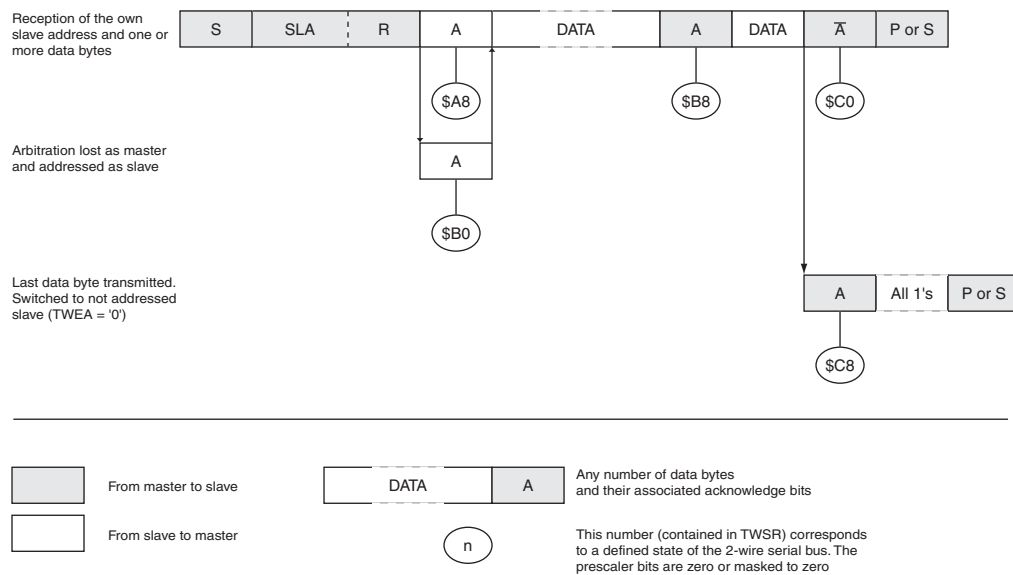 Reception of the own
slave address and one or
more data bytes
S SLA R A DATA A DATA A̅ P or S
$A8 $B8 $C0
Arbitration lost as master
and addressed as slave
A
$B0
Last data byte transmitted.
Switched to not addressed
slave (TWEA = '0')
A All 1's P or S
$C8
From master to slave
DATA A
Any number of data bytes
and their associated acknowledge bits
From slave to master
n
This number (contained in TWSR) corresponds
to a defined state of the 2-wire serial bus. The
prescaler bits are zero or masked to zero